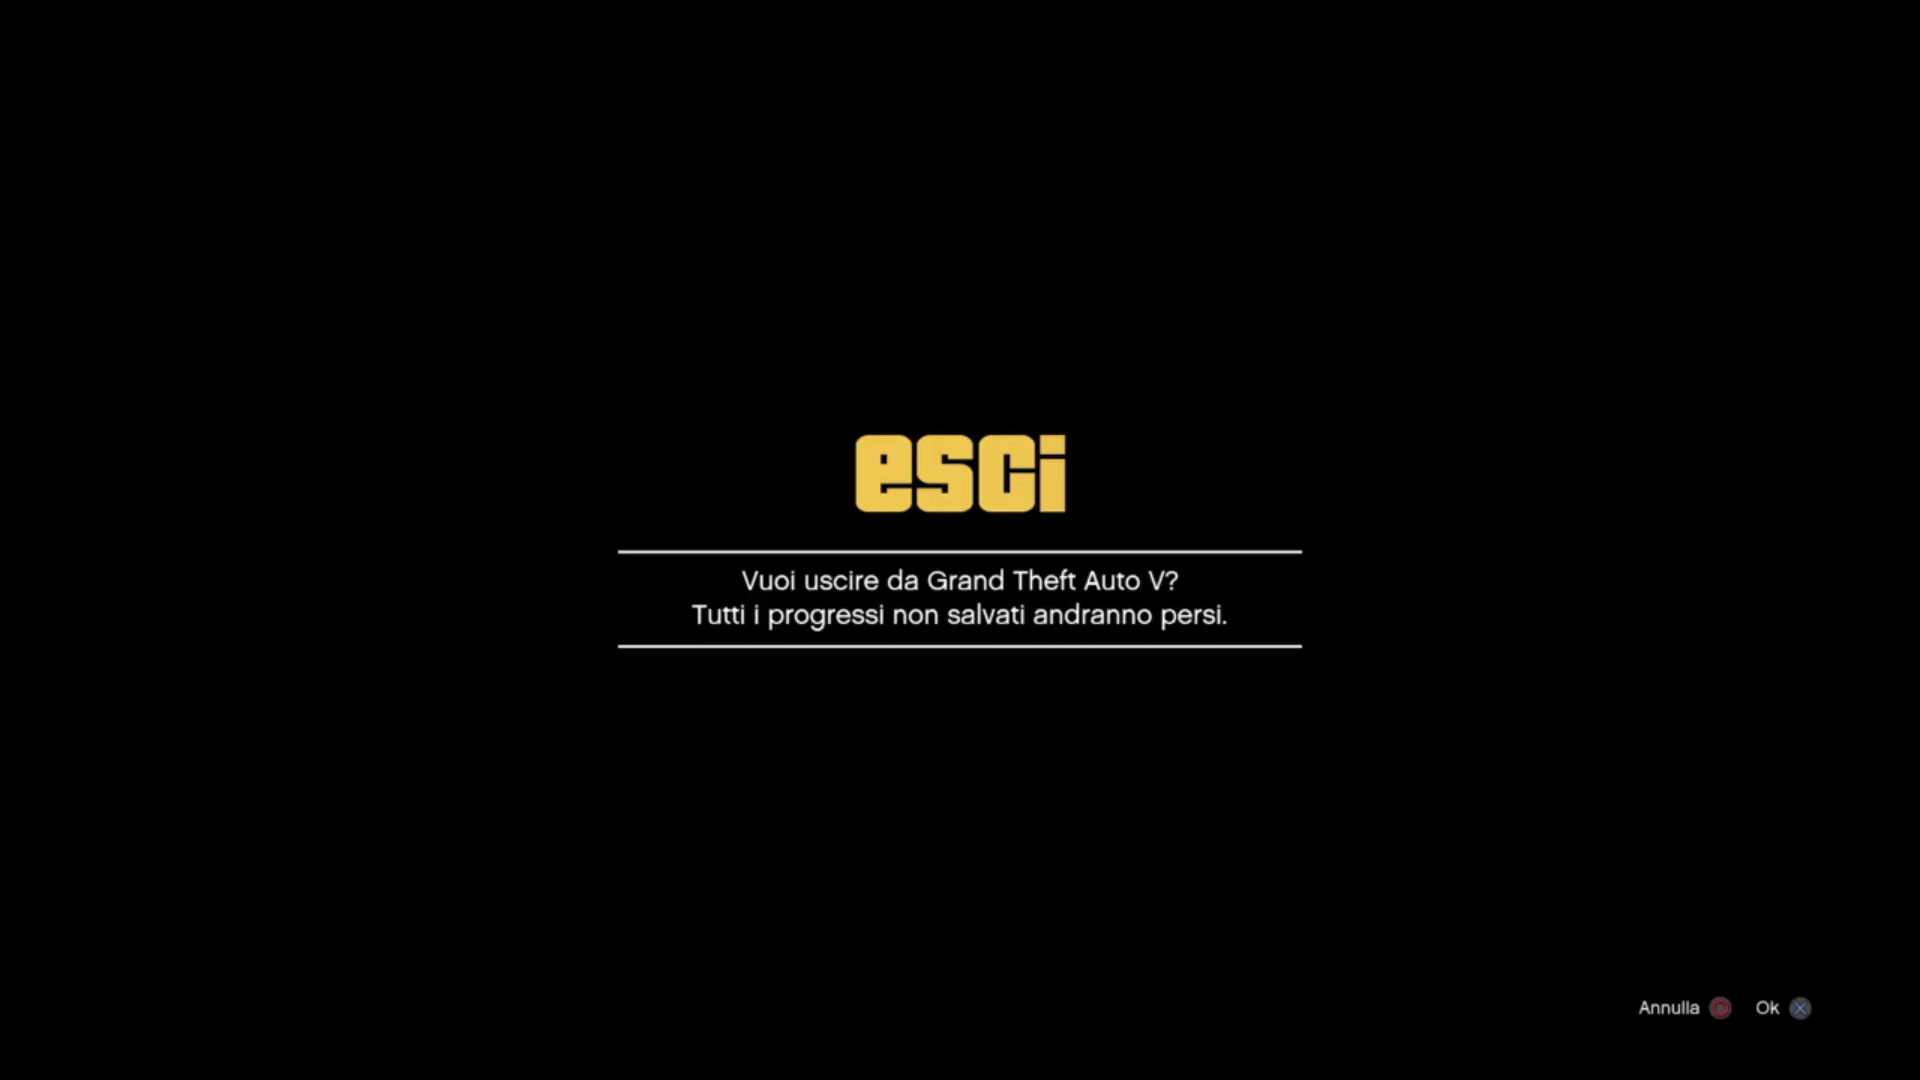 esci
Vuoi uscire da Grand Theft Auto V?
Tutti i progressi non salvati andranno persi.
Annulla Ok